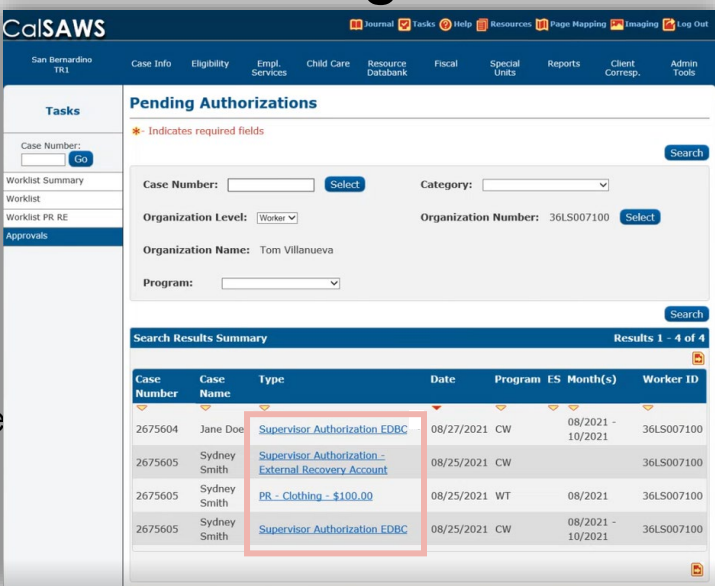 CalSAWS
Journal Tasks Help Resources Page Mapping Imaging Log Out
San Bernardino
TR1
Case Info Eligibility Empl. Services Child Care Resource Databank Fiscal Special Units Reports Client Corresp. Admin Tools
Tasks
Case Number:
Go
Worklist Summary
Worklist
Worklist PR RE
Approvals
Pending Authorizations
*- Indicates required fields
Search
Case Number: Select Category:
Organization Level: Worker Organization Number: 36LS007100 Select
Organization Name: Tom Villanueva
Program:
Search
Search Results Summary Results 1 - 4 of 4
Case Number Case Name Type Date Program ES Month(s) Worker ID
2675604 Jane Doe Supervisor Authorization EDBC 08/27/2021 CW 08/2021 - 10/2021 36LS007100
2675605 Sydney Smith Supervisor Authorization - External Recovery Account 08/25/2021 CW 36LS007100
2675605 Sydney Smith PR - Clothing - $100.00 08/25/2021 WT 08/2021 36LS007100
2675605 Sydney Smith Supervisor Authorization EDBC 08/25/2021 CW 08/2021 - 10/2021 36LS007100